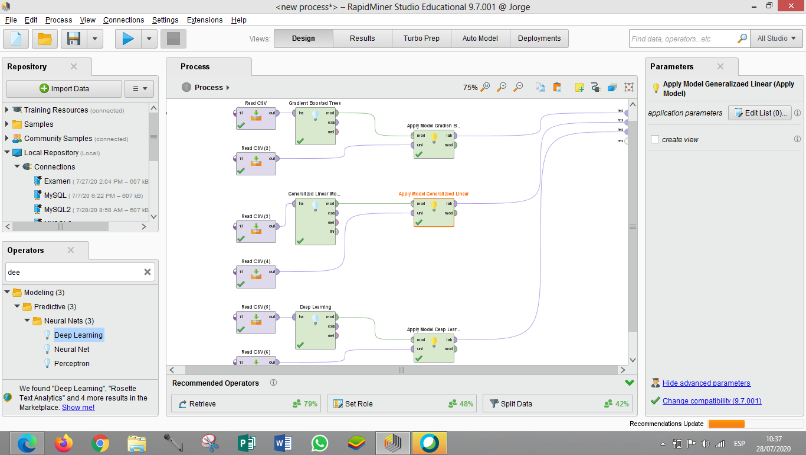 <new process*> – RapidMiner Studio Educational 9.7.001 @ Jorge
File Edit Process View Connections Settings Extensions Help
Views: Design Results Turbo Prep Auto Model Deployments
Find data, operators...etc
All Studio
Repository
Import Data
Training Resources (connected)
Samples
Community Samples (connected)
Local Repository (Local)
Connections
Examen (7/27/20 2:04 PM – 607 kB
MySQL (7/7/20 6:22 PM – 607 kB)
MySQL2 (7/28/20 8:58 AM – 607 kB
Operators
dee
Modeling (3)
Predictive (3)
Neural Nets (3)
Deep Learning
Neural Net
Perceptron
We found "Deep Learning", "Rosette
Text Analytics" and 4 more results in the
Marketplace. Show me!
Process
Process
75%
Read CSV
Gradient Boosted Trees
Apply Model Gradien B...
Read CSV (2)
Generalized Linear Mo...
Apply Model Generalizaed Linear
Read CSV (3)
Read CSV (4)
Read CSV (5)
Deep Learning
Apply Model Deep Lear...
Read CSV (6)
Recommended Operators
Retrieve 79%
Set Role 48%
Split Data 42%
Parameters
Apply Model Generalizaed Linear (Apply
Model)
application parameters
Edit List (0)...
create view
Hide advanced parameters
Change compatibility (9.7.001)
Recommendations Update
ESP
10:37
28/07/2020